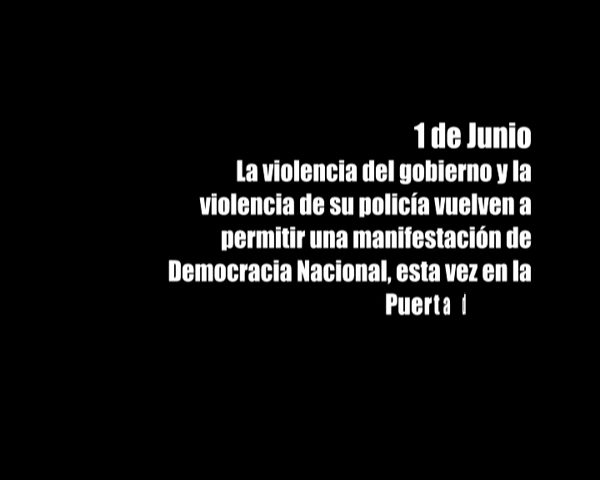 1 de Junio
La violencia del gobierno y la
violencia de su policía vuelven a
permitir una manifestación de
Democracia Nacional, esta vez en la
Puerta